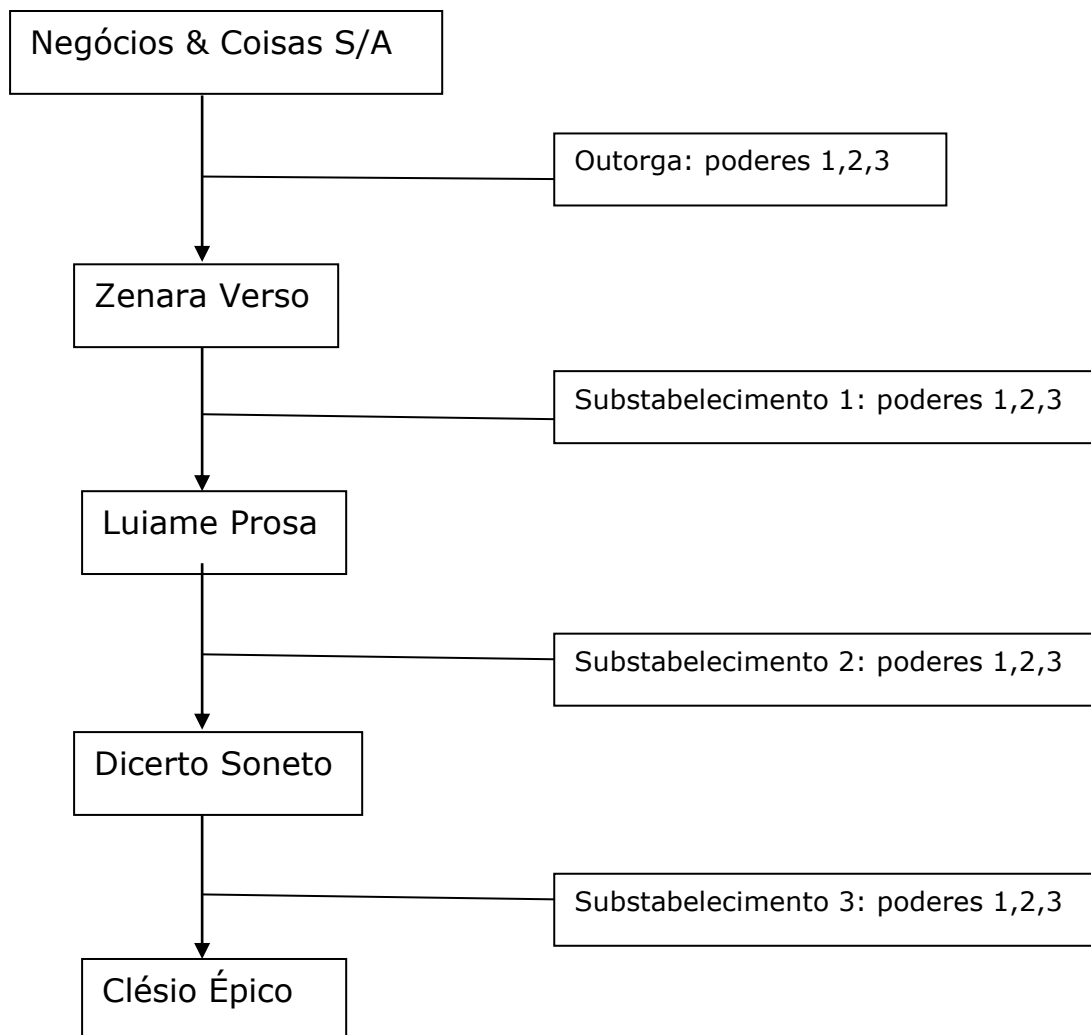 Negócios & Coisas S/A
Outorga: poderes 1,2,3
Zenara Verso
Substabelecimento 1: poderes 1,2,3
Luiame Prosa
Substabelecimento 2: poderes 1,2,3
Dicerto Soneto
Substabelecimento 3: poderes 1,2,3
Clésio Épico